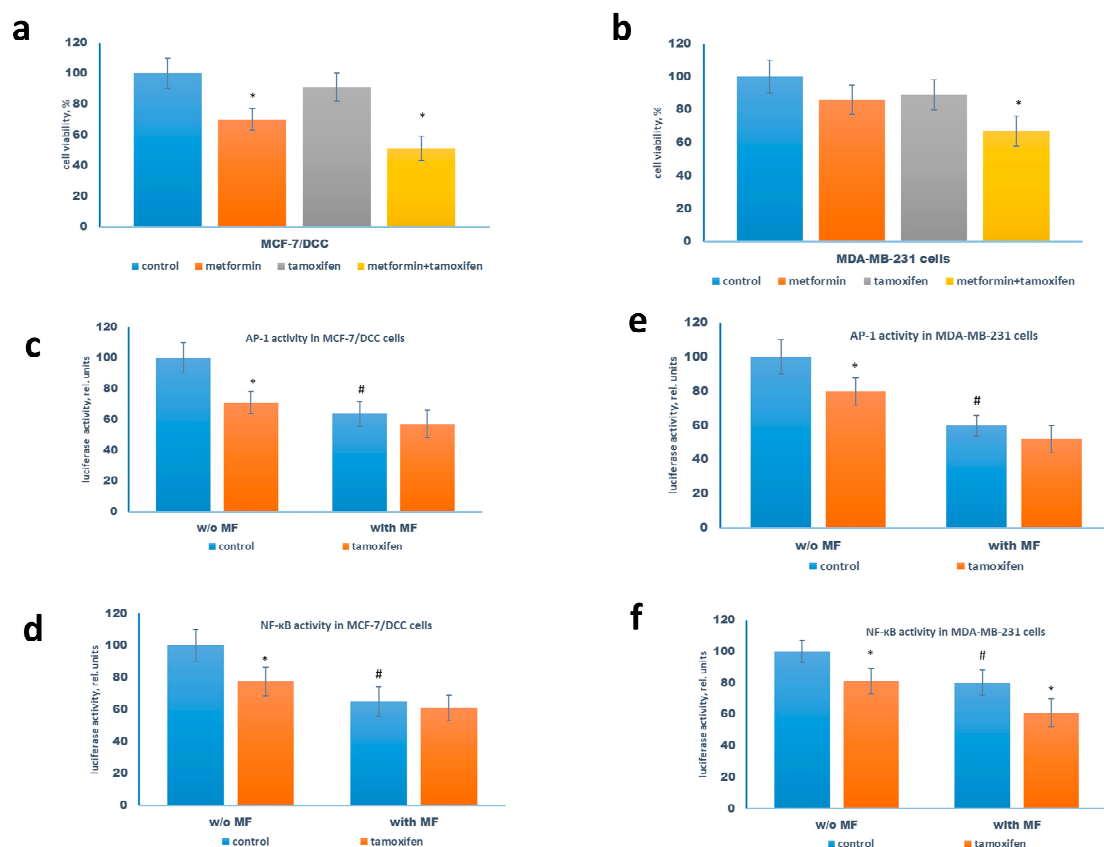 a
120
100
80
60
40
20
0
cell viability, %
*
*
MCF-7/DCC
control metformin tamoxifen metformin+tamoxifen
b
120
100
80
60
40
20
0
cell viability, %
*
MDA-MB-231 cells
control metformin tamoxifen metformin+tamoxifen
c
AP-1 activity in MCF-7/DCC cells
120
100
80
60
40
20
0
luciferase activity, rel. units
*
#
w/o MF with MF
control tamoxifen
e
AP-1 activity in MDA-MB-231 cells
120
100
80
60
40
20
0
luciferase activity, rel. units
*
#
w/o MF with MF
control tamoxifen
d
NF-κB activity in MCF-7/DCC cells
120
100
80
60
40
20
0
luciferase activity, rel. units
*
#
w/o MF with MF
control tamoxifen
f
NF-κB activity in MDA-MB-231 cells
120
100
80
60
40
20
0
luciferase activity, rel. units
*
#
*
w/o MF with MF
control tamoxifen